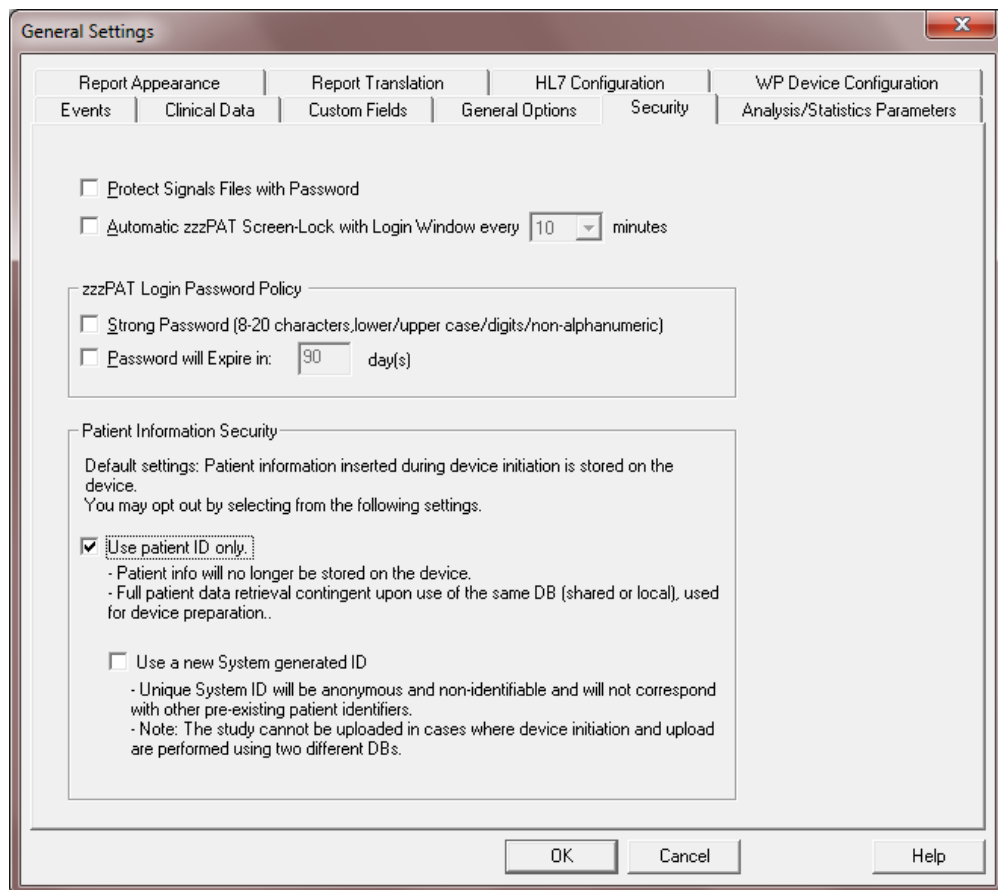 General Settings
Report Appearance Report Translation HL7 Configuration WP Device Configuration
Events Clinical Data Custom Fields General Options Security Analysis/Statistics Parameters
Protect Signals Files with Password
Automatic zzzPAT Screen-Lock with Login Window every 10 minutes
zzzPAT Login Password Policy
Strong Password (8-20 characters,lower/upper case/digits/non-alphanumeric)
Password will Expire in: 90 day(s)
Patient Information Security
Default settings: Patient information inserted during device initiation is stored on the
device.
You may opt out by selecting from the following settings.
Use patient ID only.
- Patient info will no longer be stored on the device.
- Full patient data retrieval contingent upon use of the same DB (shared or local), used
for device preparation..
Use a new System generated ID
- Unique System ID will be anonymous and non-identifiable and will not correspond
with other pre-existing patient identifiers.
- Note: The study cannot be uploaded in cases where device initiation and upload
are performed using two different DBs.
OK Cancel Help